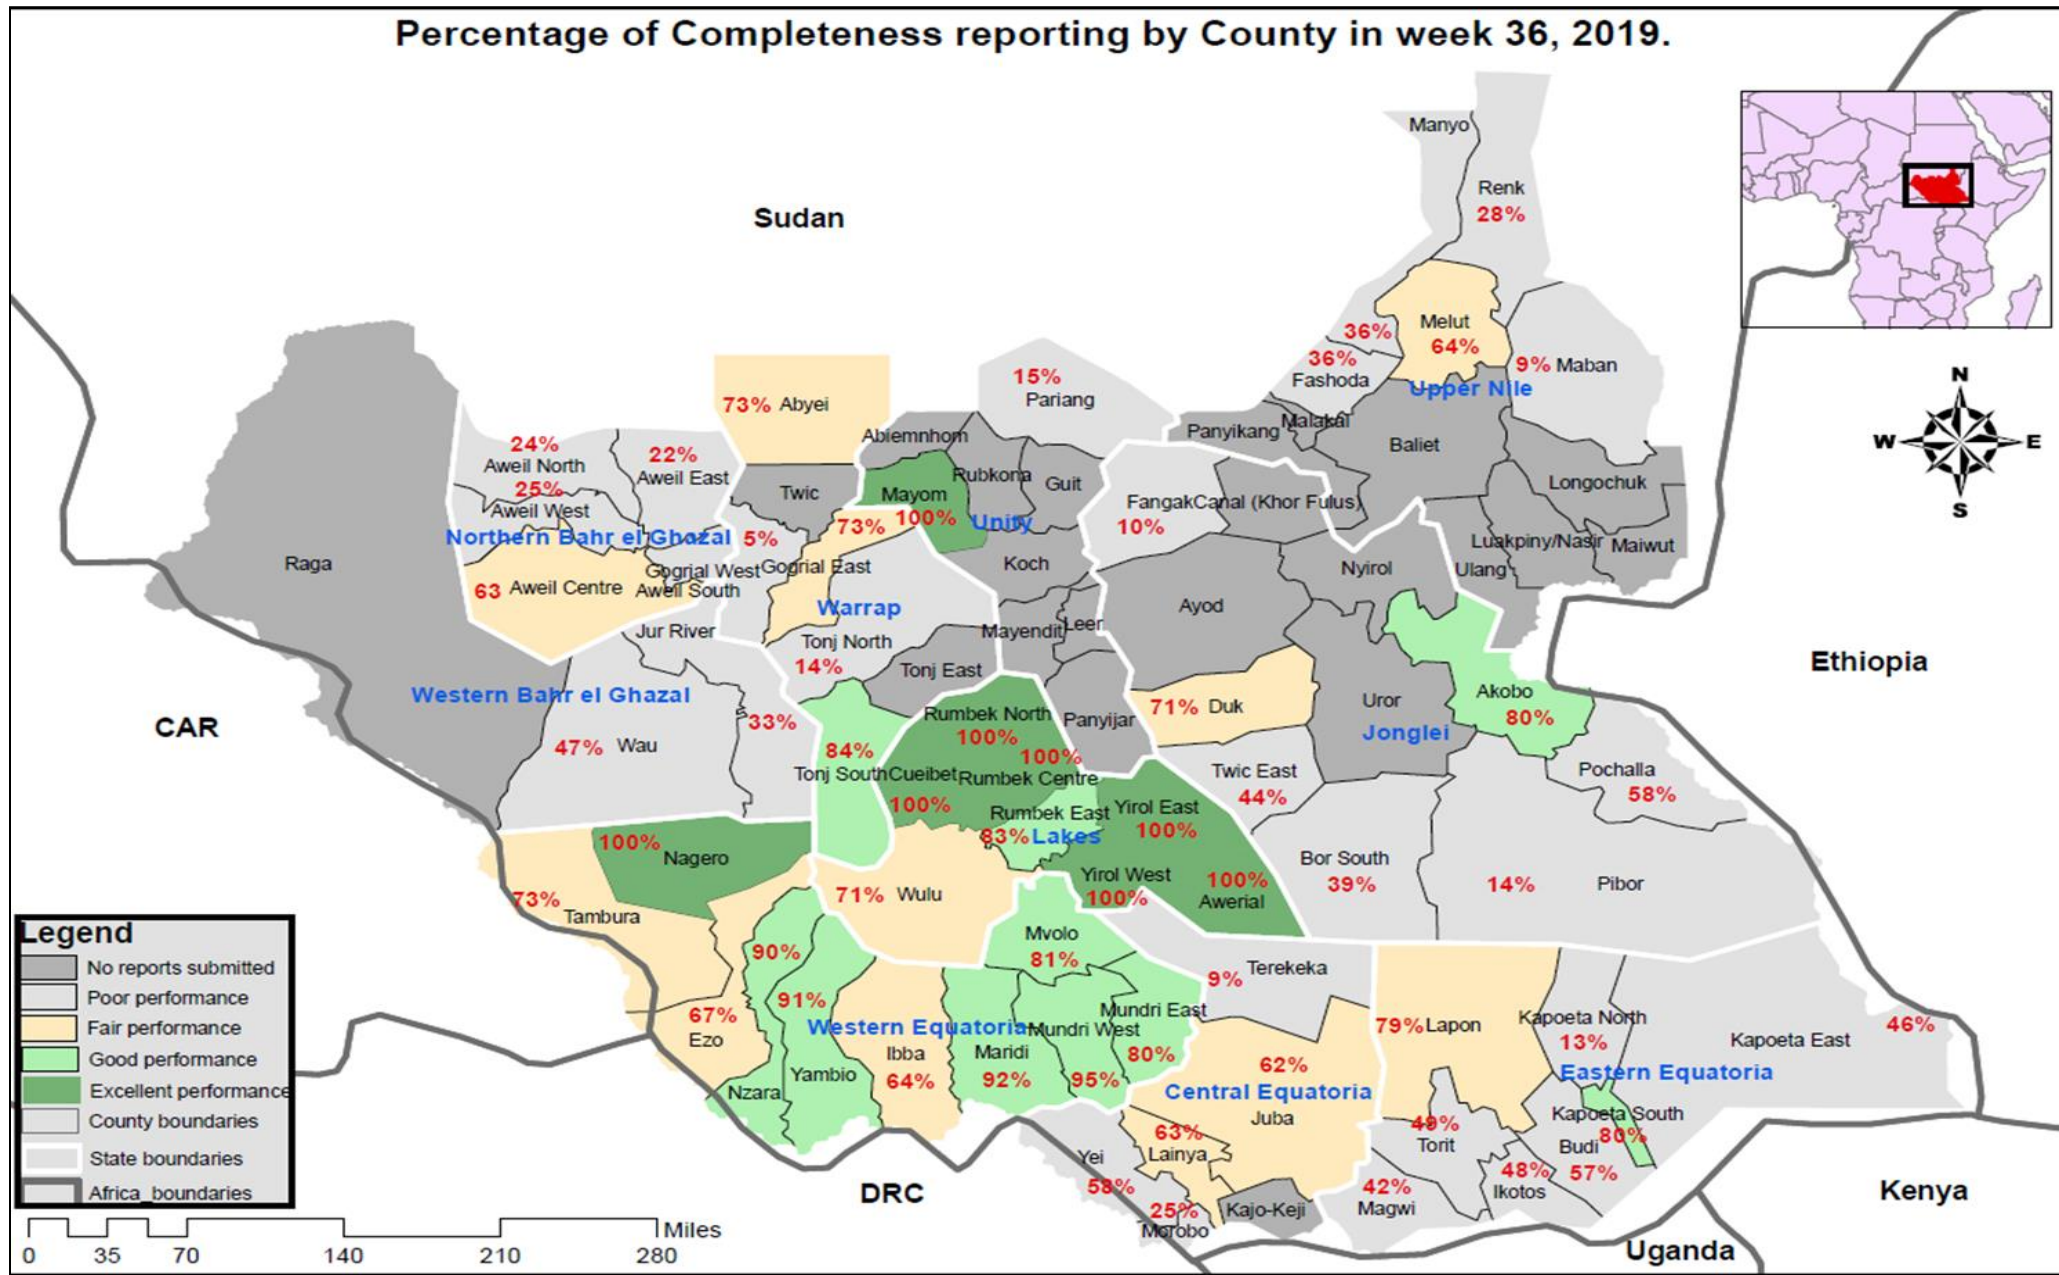 Percentage of Completeness reporting by County in week 36, 2019.
Manyo
Renk
28%
Sudan
36%
Melut
64%
36%
Fashoda
9% Maban
Upper Nile
15%
Pariang
73% Abyei
N
W E
S
24%
Aweil North
22%
Aweil East
25%
Aweil West
Abiemnhom
Panyikang
Malakal
Baliet
Twic
Mayom
100%
Rubkona
Guit
Unity
Fangak
10%
Canal (Khor Fulus)
Longochuk
Northern Bahr el Ghazal
5%
73%
Luakpiny/Nasir
Maiwut
Raga
63 Aweil Centre
Gogrial West
Gogrial East
Aweil South
Koch
Nyirol
Ulang
Warrap
Ayod
Jur River
Tonj North
14%
Mayendit
Leer
Tonj East
Ethiopia
Western Bahr el Ghazal
CAR
33%
47% Wau
Rumbek North
100%
Panyijar
71% Duk
Uror
Jonglei
Akobo
80%
84%
Tonj South
Cueibet
100%
100%
Rumbek Centre
Twic East
44%
Pochalla
58%
Rumbek East
83%
Lakes
Yirol East
100%
100%
Nagero
Yirol West
100%
100%
Awerial
Bor South
39%
14% Pibor
73%
Tambura
71% Wulu
90%
Mvolo
81%
9% Terekeka
91%
67%
Ezo
Western Equatoria
Mundri East
80%
Mundri West
95%
Ibba
64%
Maridi
92%
79% Lapon
Kapoeta North
13%
Kapoeta East
46%
62%
Central Equatoria
Juba
Eastern Equatoria
Nzara
Yambio
Kapoeta South
80%
63%
Lainya
49%
Torit
Budi
57%
Yei
58%
48%
Ikotos
42%
Magwi
25%
Morobo
Kajo-Keji
DRC
Kenya
Uganda
Legend
No reports submitted
Poor performance
Fair performance
Good performance
Excellent performance
County boundaries
State boundaries
Africa_boundaries
Miles
0 35 70 140 210 280